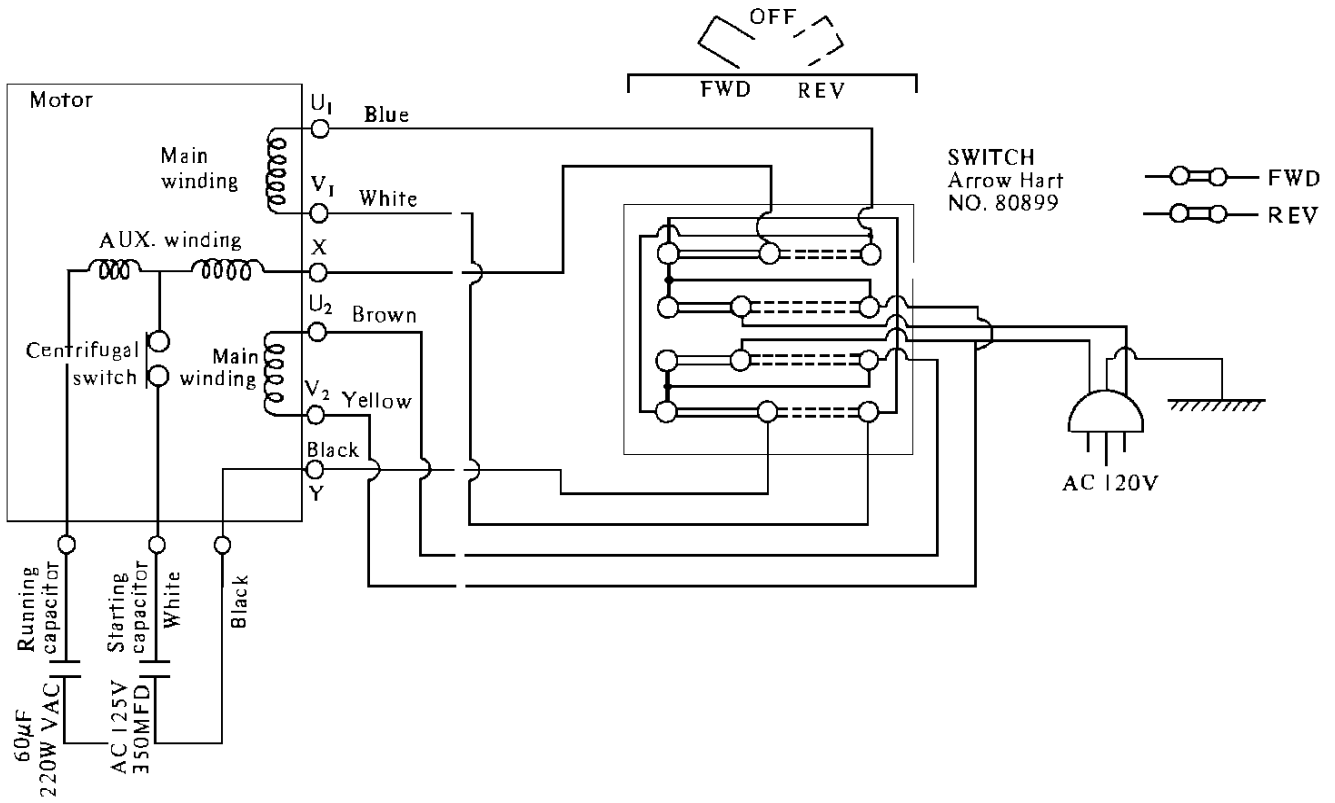 OFF
FWD REV
Motor
U1
Blue
Main
winding
V1
White
SWITCH
Arrow Hart
NO. 80899
FWD
REV
AUX. winding
X
U2
Brown
Centrifugal
switch
Main
winding
V2
Yellow
Black
Y
AC 120V
Running
capacitor
60µF
220W VAC
Starting
capacitor
White
AC 125V
350MFD
Black